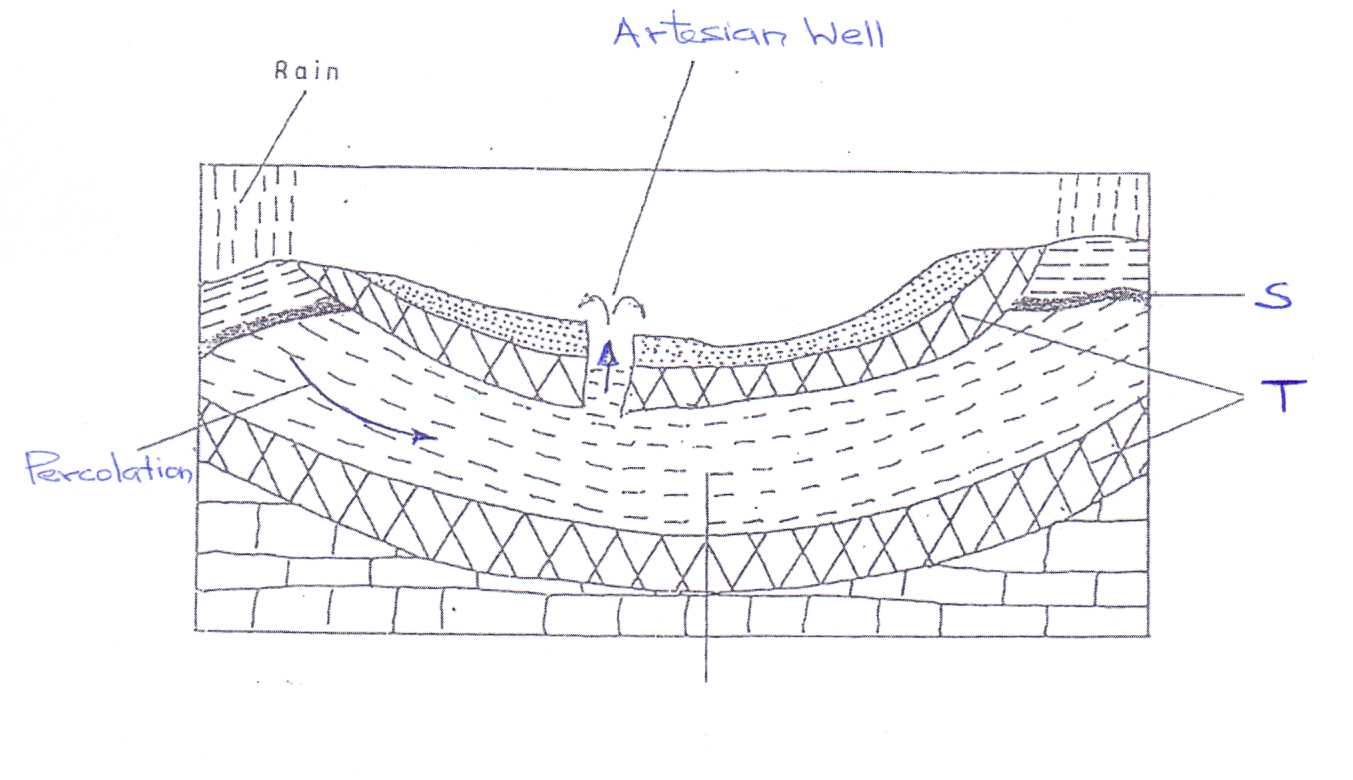 Artesian Well
Rain
S
T
Percolation